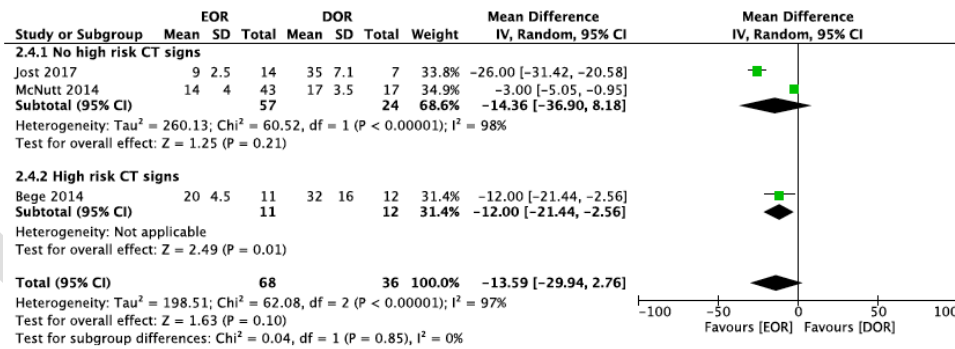 EOR DOR Mean Difference Mean Difference
Study or Subgroup Mean SD Total Mean SD Total Weight IV, Random, 95% CI IV, Random, 95% CI
2.4.1 No high risk CT signs
Jost 2017 9 2.5 14 35 7.1 7 33.8% -26.00 [-31.42, -20.58]
McNutt 2014 14 4 43 17 3.5 17 34.9% -3.00 [-5.05, -0.95]
Subtotal (95% CI) 57 24 68.6% -14.36 [-36.90, 8.18]
Heterogeneity: Tau² = 260.13; Chi² = 60.52, df = 1 (P < 0.00001); I² = 98%
Test for overall effect: Z = 1.25 (P = 0.21)
2.4.2 High risk CT signs
Bege 2014 20 4.5 11 32 16 12 31.4% -12.00 [-21.44, -2.56]
Subtotal (95% CI) 11 12 31.4% -12.00 [-21.44, -2.56]
Heterogeneity: Not applicable
Test for overall effect: Z = 2.49 (P = 0.01)
Total (95% CI) 68 36 100.0% -13.59 [-29.94, 2.76]
Heterogeneity: Tau² = 198.51; Chi² = 62.08, df = 2 (P < 0.00001); I² = 97%
Test for overall effect: Z = 1.63 (P = 0.10)
Test for subgroup differences: Chi² = 0.04, df = 1 (P = 0.85), I² = 0%
-100 -50 0 50 100
Favours [EOR] Favours [DOR]